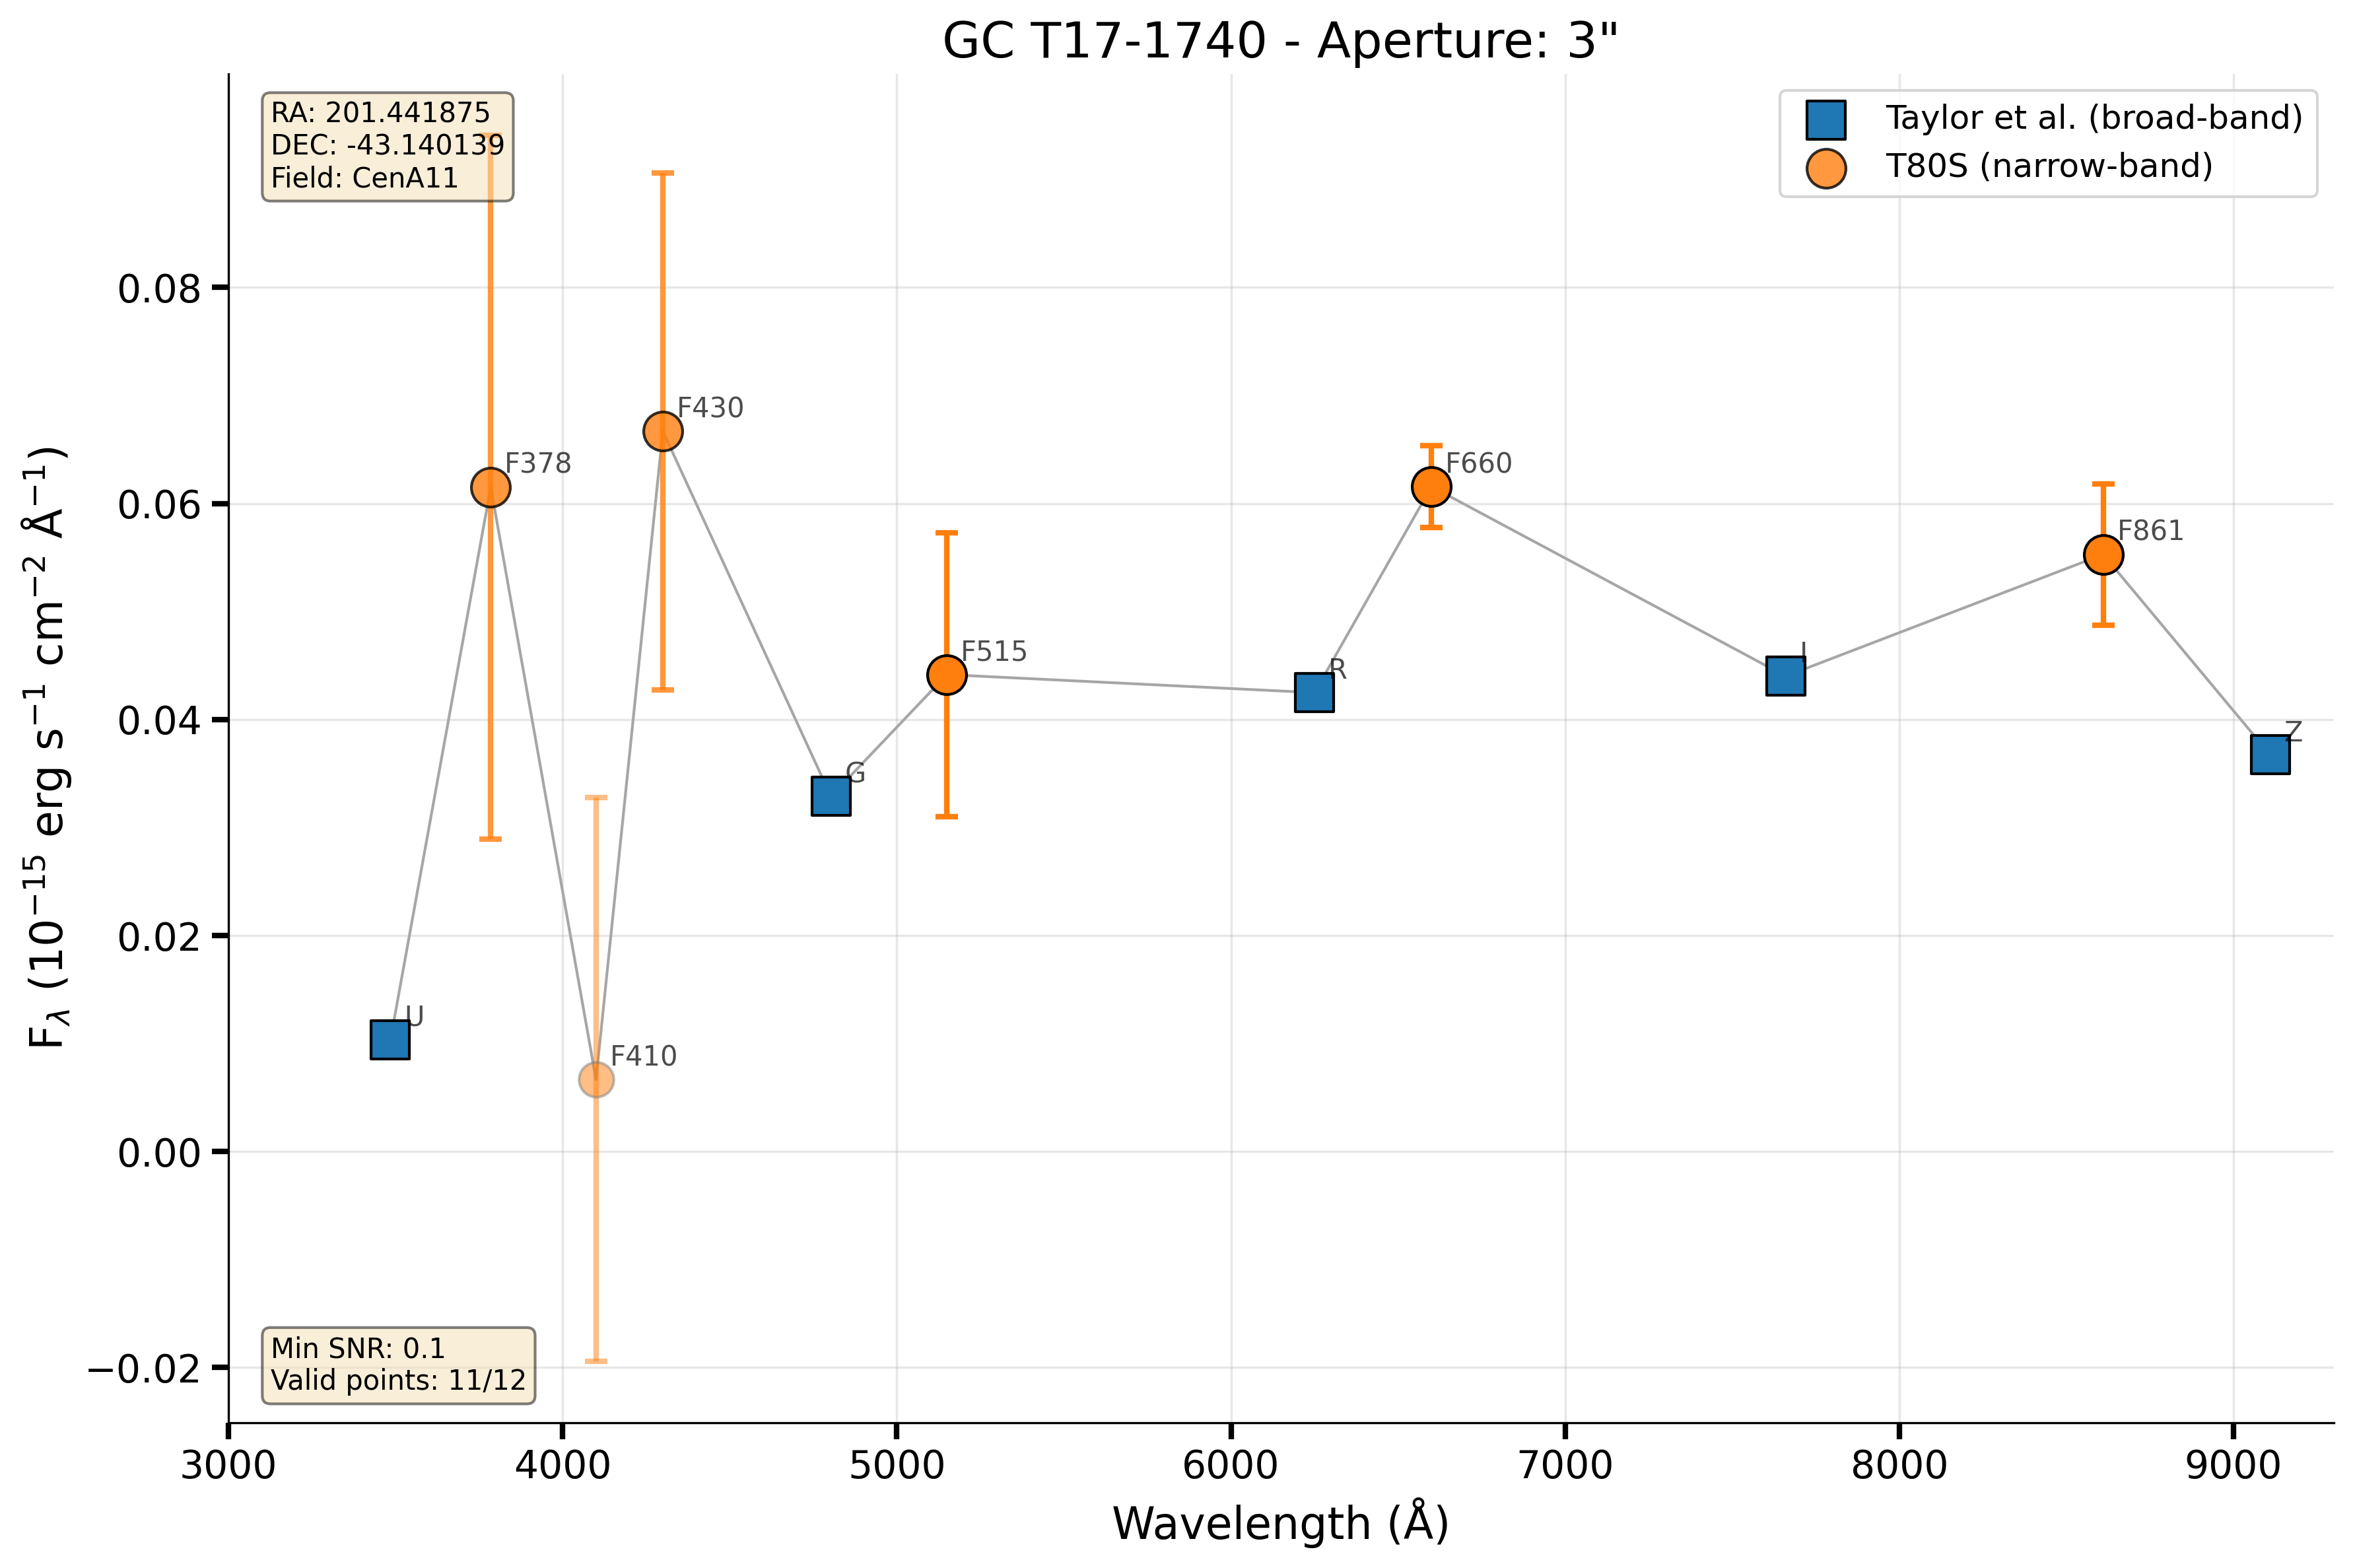 GC T17-1740 - Aperture: 3"
RA: 201.441875
DEC: -43.140139
Field: CenA11
Taylor et al. (broad-band)
T80S (narrow-band)
F378
F430
F660
F861
F515
I
R
Z
G
U
F410
0.08
0.06
0.04
0.02
0.00
−0.02
F_λ (10⁻¹⁵ erg s⁻¹ cm⁻² Å⁻¹)
Min SNR: 0.1
Valid points: 11/12
3000 4000 5000 6000 7000 8000 9000
Wavelength (Å)